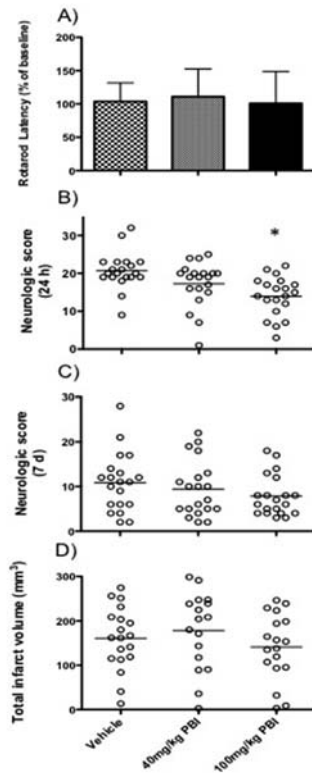 A)
Rotarod Latency (% of baseline)
200
150
100
50
0
B)
Neurologic score
(24 h)
30
20
10
0
*
C)
Neurologic score
(7 d)
30
20
10
0
D)
Total infarct volume (mm³)
300
200
100
0
Vehicle
40mg/kg PBI
100mg/kg PBI